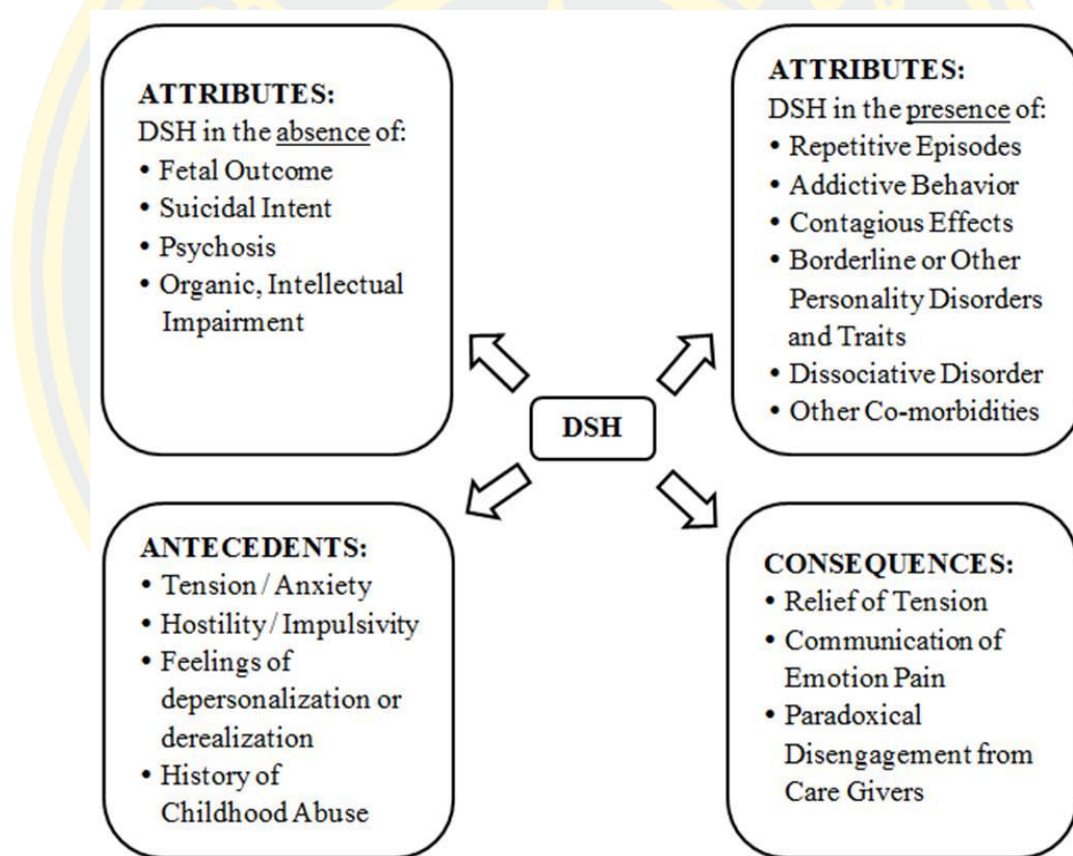 ATTRIBUTES:
DSH in the absence of:
• Fetal Outcome
• Suicidal Intent
• Psychosis
• Organic, Intellectual
Impairment
ATTRIBUTES:
DSH in the presence of:
• Repetitive Episodes
• Addictive Behavior
• Contagious Effects
• Borderline or Other
Personality Disorders
and Traits
• Dissociative Disorder
• Other Co-morbidities
DSH
ANTECEDENTS:
• Tension / Anxiety
• Hostility / Impulsivity
• Feelings of
depersonalization or
derealization
• History of
Childhood Abuse
CONSEQUENCES:
• Relief of Tension
• Communication of
Emotion Pain
• Paradoxical
Disengagement from
Care Givers